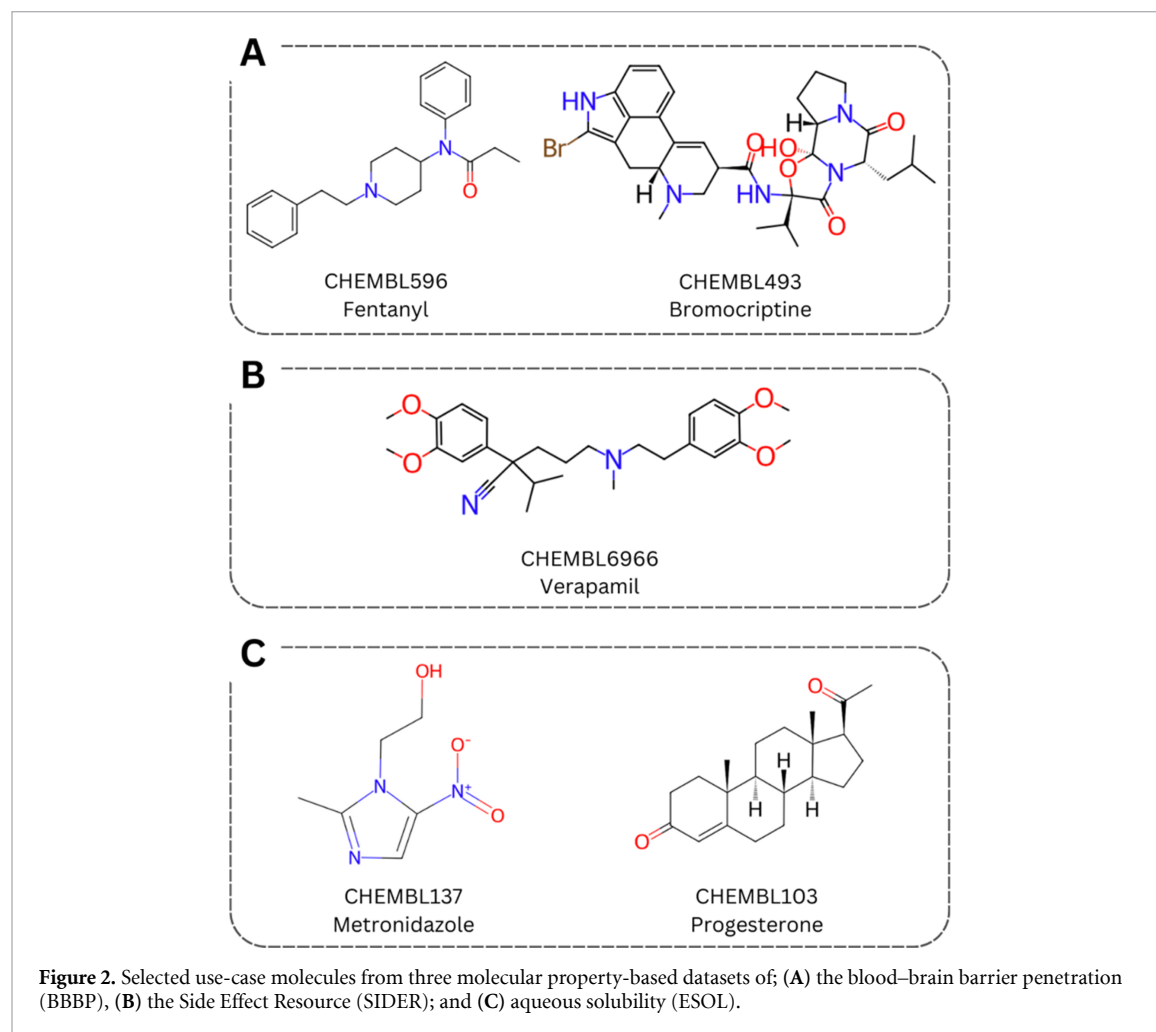 A
N
N
O
CHEMBL596
Fentanyl
HN
Br
H
N
O
HN
HO
O
H
N
O
N
O
CHEMBL493
Bromocriptine
B
O
O
N
N
O
O
CHEMBL6966
Verapamil
C
OH
N
N
O-
N+
O
CHEMBL137
Metronidazole
O
O
H
H
H
CHEMBL103
Progesterone
Figure 2. Selected use-case molecules from three molecular property-based datasets of; (A) the blood–brain barrier penetration
(BBBP), (B) the Side Effect Resource (SIDER); and (C) aqueous solubility (ESOL).